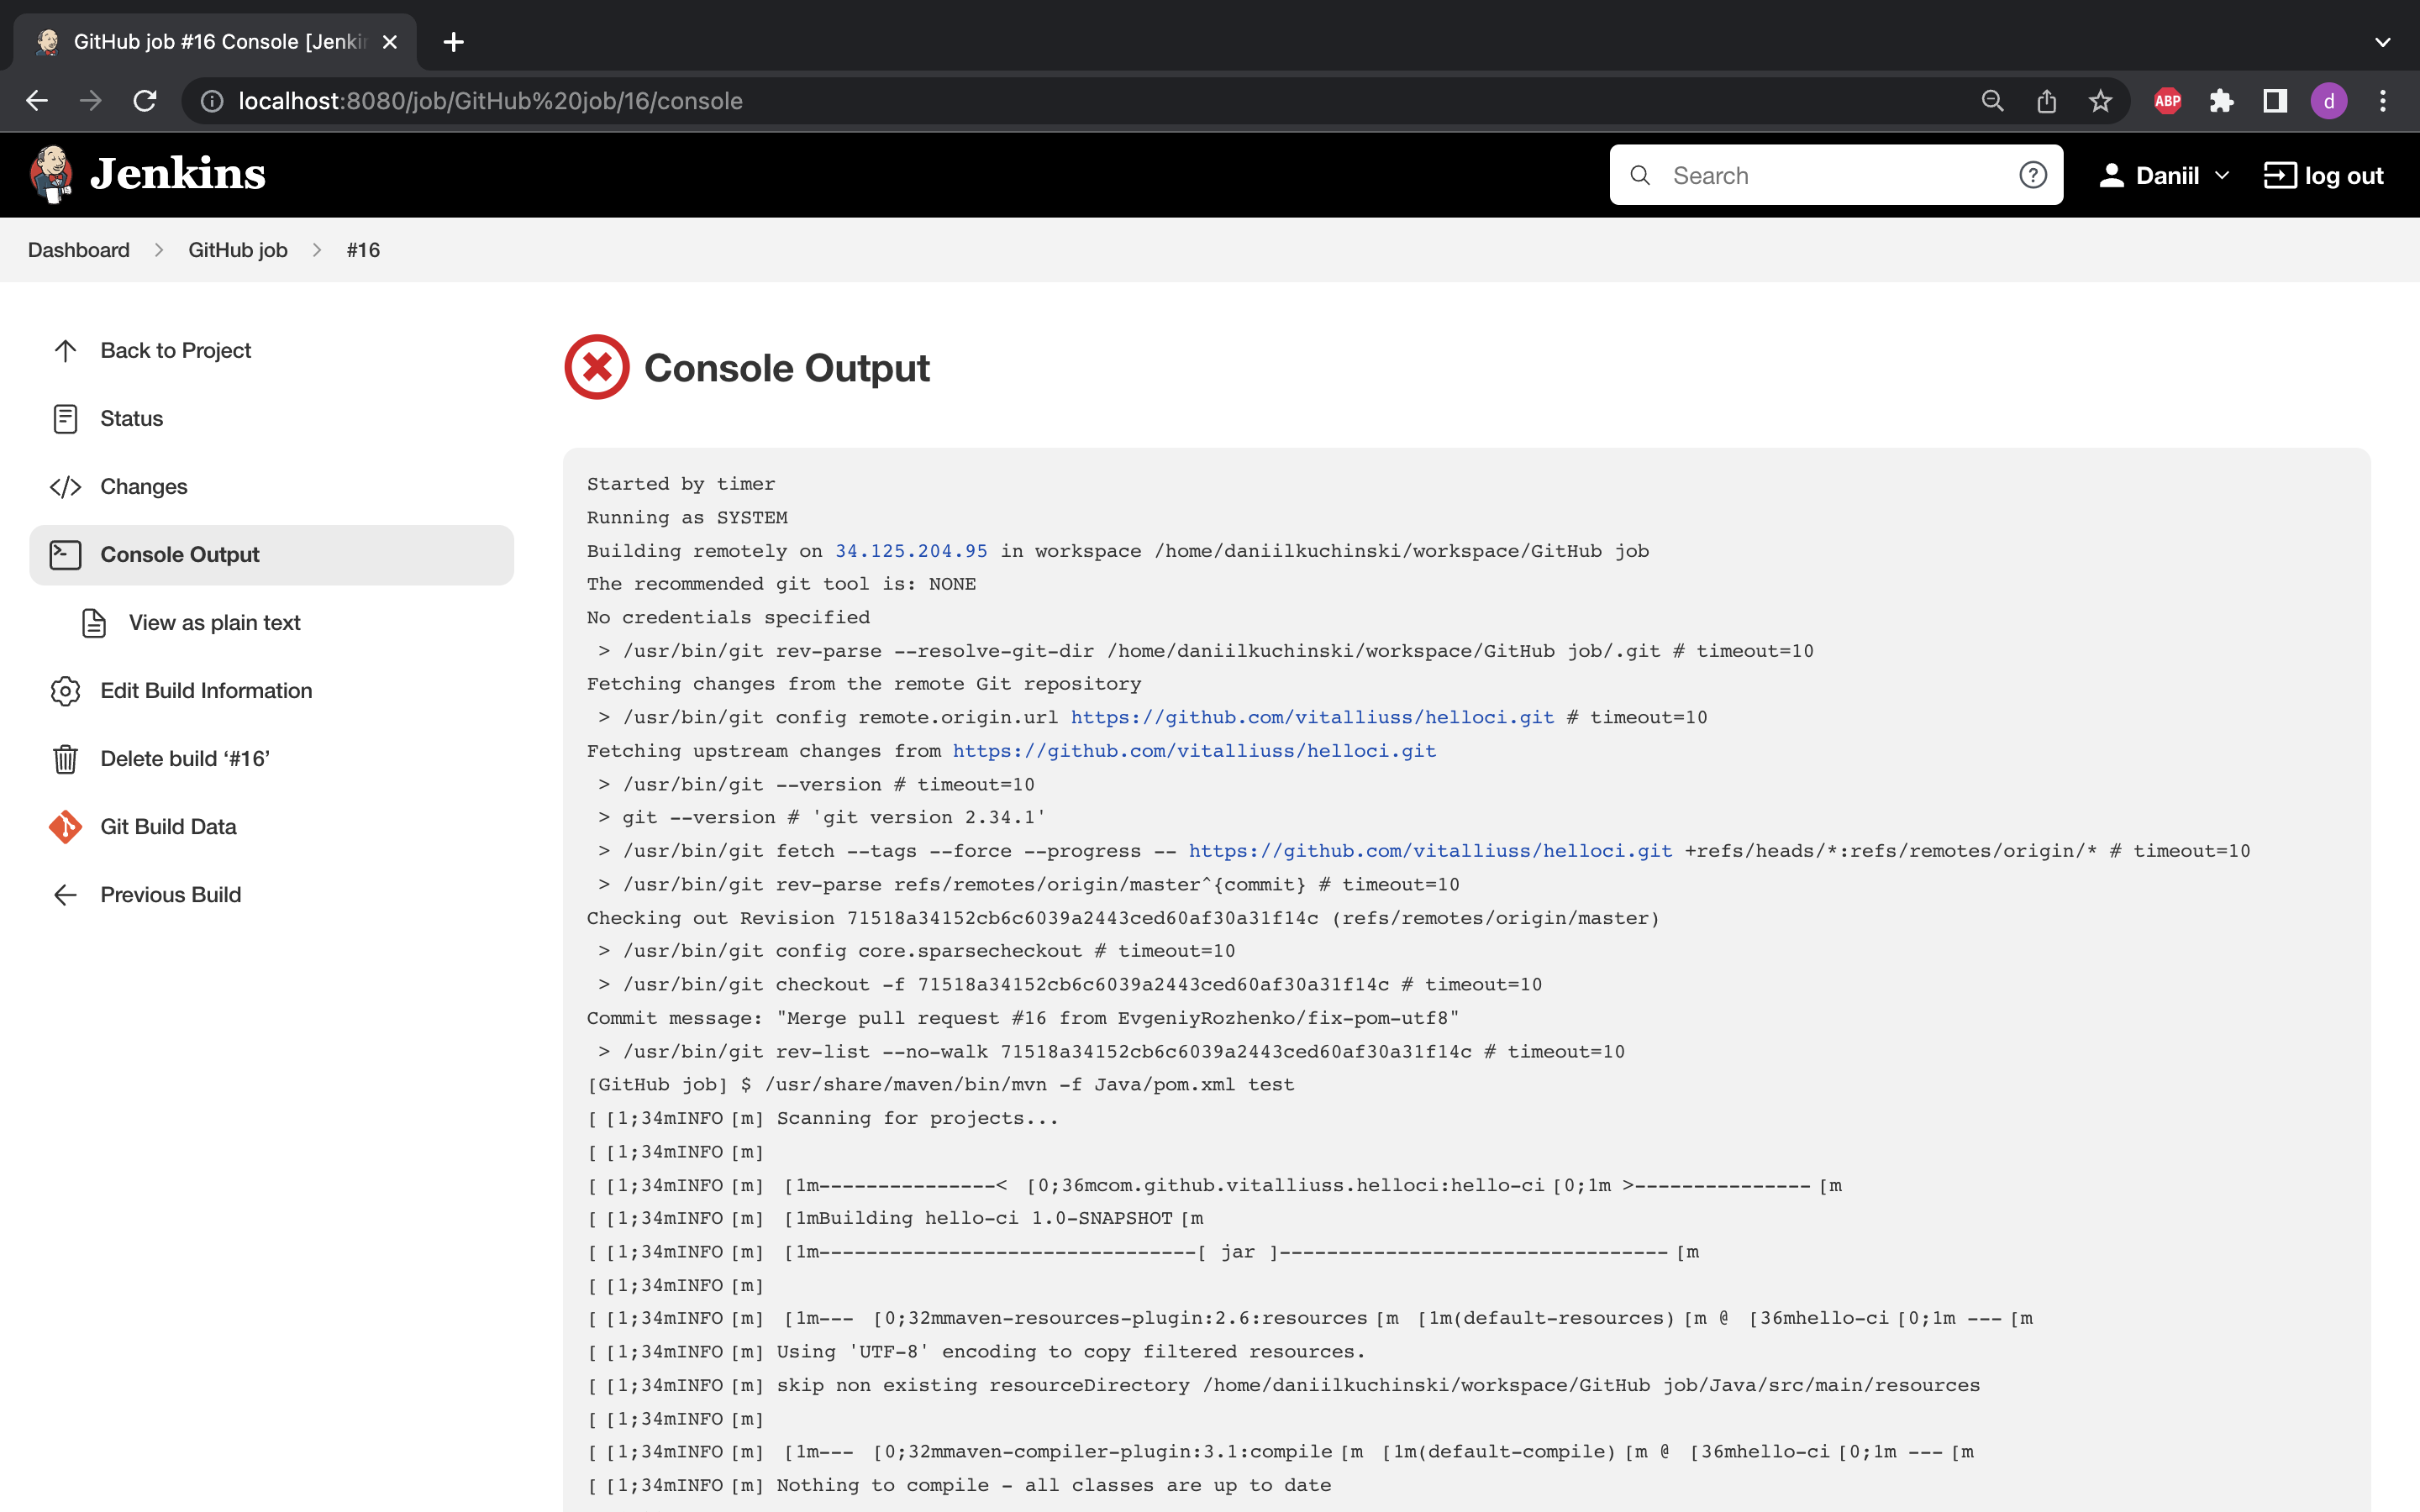 GitHub job #16 Console [Jenki
localhost:8080/job/GitHub%20job/16/console
ABP
d
Jenkins
Search
?
Daniil
log out
Dashboard
GitHub job
#16
Back to Project
Status
Changes
Console Output
View as plain text
Edit Build Information
Delete build ‘#16’
Git Build Data
Previous Build
Console Output
Started by timer
Running as SYSTEM
Building remotely on 34.125.204.95 in workspace /home/daniilkuchinski/workspace/GitHub job
The recommended git tool is: NONE
No credentials specified
 > /usr/bin/git rev-parse --resolve-git-dir /home/daniilkuchinski/workspace/GitHub job/.git # timeout=10
Fetching changes from the remote Git repository
 > /usr/bin/git config remote.origin.url https://github.com/vitalliuss/helloci.git # timeout=10
Fetching upstream changes from https://github.com/vitalliuss/helloci.git
 > /usr/bin/git --version # timeout=10
 > git --version # 'git version 2.34.1'
 > /usr/bin/git fetch --tags --force --progress -- https://github.com/vitalliuss/helloci.git +refs/heads/*:refs/remotes/origin/* # timeout=10
 > /usr/bin/git rev-parse refs/remotes/origin/master^{commit} # timeout=10
Checking out Revision 71518a34152cb6c6039a2443ced60af30a31f14c (refs/remotes/origin/master)
 > /usr/bin/git config core.sparsecheckout # timeout=10
 > /usr/bin/git checkout -f 71518a34152cb6c6039a2443ced60af30a31f14c # timeout=10
Commit message: "Merge pull request #16 from EvgeniyRozhenko/fix-pom-utf8"
 > /usr/bin/git rev-list --no-walk 71518a34152cb6c6039a2443ced60af30a31f14c # timeout=10
[GitHub job] $ /usr/share/maven/bin/mvn -f Java/pom.xml test
[ [1;34mINFO [m] Scanning for projects...
[ [1;34mINFO [m]
[ [1;34mINFO [m]  [1m---------------< [0;36mcom.github.vitalliuss.helloci:hello-ci [0;1m >--------------- [m
[ [1;34mINFO [m]  [1mBuilding hello-ci 1.0-SNAPSHOT [m
[ [1;34mINFO [m]  [1m--------------------------------[ jar ]--------------------------------- [m
[ [1;34mINFO [m]
[ [1;34mINFO [m]  [1m--- [0;32mmaven-resources-plugin:2.6:resources [m [1m(default-resources) [m @ [36mhello-ci [0;1m --- [m
[ [1;34mINFO [m] Using 'UTF-8' encoding to copy filtered resources.
[ [1;34mINFO [m] skip non existing resourceDirectory /home/daniilkuchinski/workspace/GitHub job/Java/src/main/resources
[ [1;34mINFO [m]
[ [1;34mINFO [m]  [1m--- [0;32mmaven-compiler-plugin:3.1:compile [m [1m(default-compile) [m @ [36mhello-ci [0;1m --- [m
[ [1;34mINFO [m] Nothing to compile - all classes are up to date